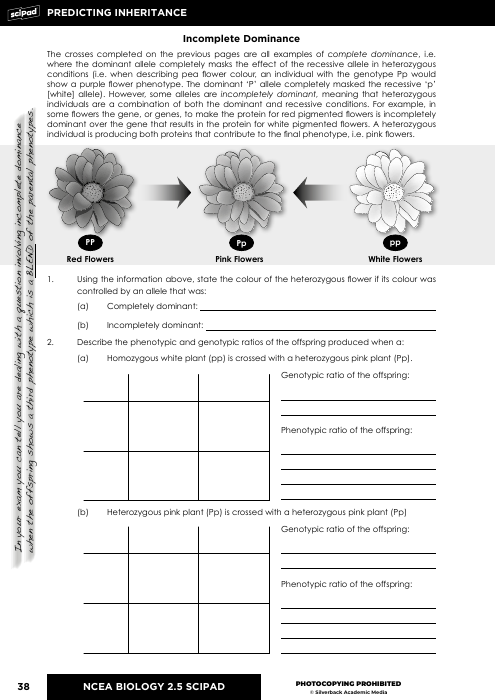 scipad PREDICTING INHERITANCE
Incomplete Dominance
The crosses completed on the previous pages are all examples of complete dominance, i.e.
where the dominant allele completely masks the effect of the recessive allele in heterozygous
conditions (i.e. when describing pea flower colour, an individual with the genotype Pp would
show a purple flower phenotype. The dominant 'P' allele completely masked the recessive 'p'
[white] allele). However, some alleles are incompletely dominant, meaning that heterozygous
individuals are a combination of both the dominant and recessive conditions. For example, in
some flowers the gene, or genes, to make the protein for red pigmented flowers is incompletely
dominant over the gene that results in the protein for white pigmented flowers. A heterozygous
individual is producing both proteins that contribute to the final phenotype, i.e. pink flowers.
PP
Pp
pp
Red Flowers
Pink Flowers
White Flowers
In your exam you can tell you are dealing with a question involving incomplete dominance
when the offspring shows a third phenotype which is a BLEND of the parental phenotypes.
1. Using the information above, state the colour of the heterozygous flower if its colour was
controlled by an allele that was:
(a) Completely dominant:
(b) Incompletely dominant:
2. Describe the phenotypic and genotypic ratios of the offspring produced when a:
(a) Homozygous white plant (pp) is crossed with a heterozygous pink plant (Pp).
Genotypic ratio of the offspring:
Phenotypic ratio of the offspring:
(b) Heterozygous pink plant (Pp) is crossed with a heterozygous pink plant (Pp)
Genotypic ratio of the offspring:
Phenotypic ratio of the offspring:
38 NCEA BIOLOGY 2.5 SCIPAD
PHOTOCOPYING PROHIBITED
© Silverback Academic Media